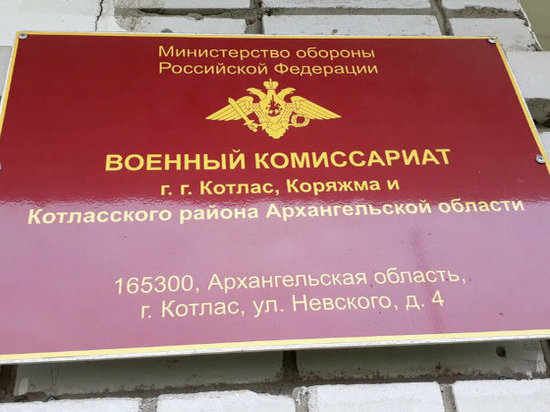 Министерство обороны
Российской Федерации
ВОЕННЫЙ КОМИССАРИАТ
г. г. Котлас, Коряжма и
Котласского района Архангельской области
165300, Архангельская область,
г. Котлас, ул. Невского, д. 4